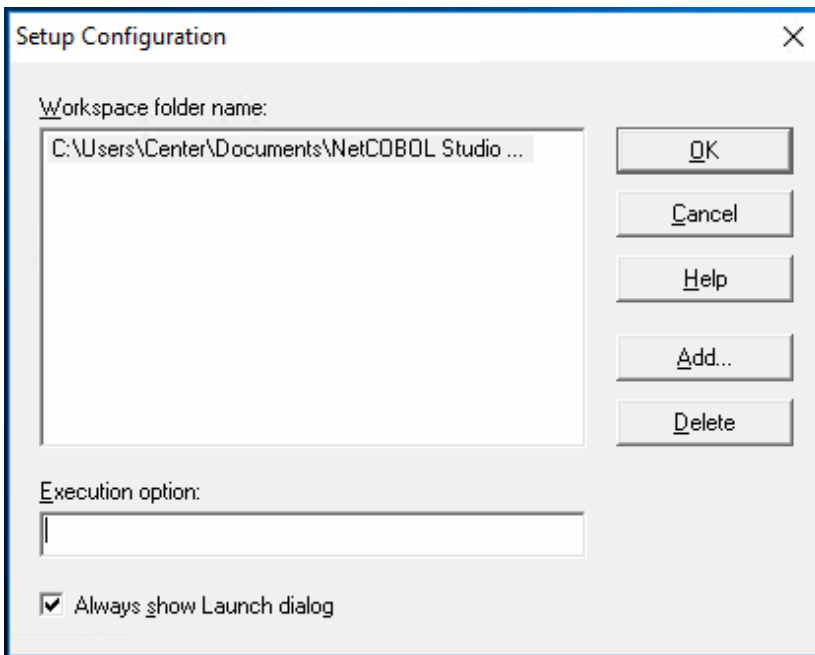 Setup Configuration
Workspace folder name:
C:\Users\Center\Documents\NetCOBOL Studio ...
OK
Cancel
Help
Add...
Delete
Execution option:
Always show Launch dialog